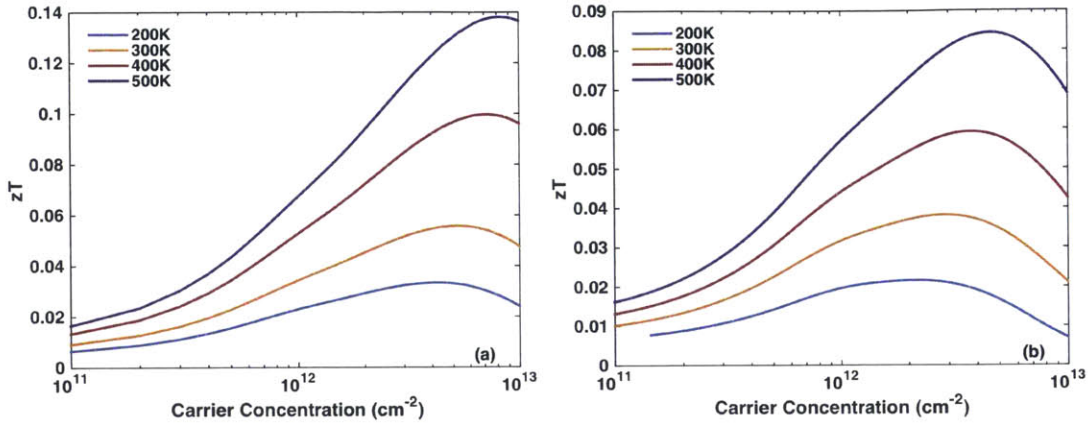 0.14
0.12
0.1
0.08
0.06
0.04
0.02
0
zT
200K
300K
400K
500K
(a)
10^11
10^12
10^13
Carrier Concentration (cm^-2)
0.09
0.08
0.07
0.06
0.05
0.04
0.03
0.02
0.01
0
zT
200K
300K
400K
500K
(b)
10^11
10^12
10^13
Carrier Concentration (cm^-2)